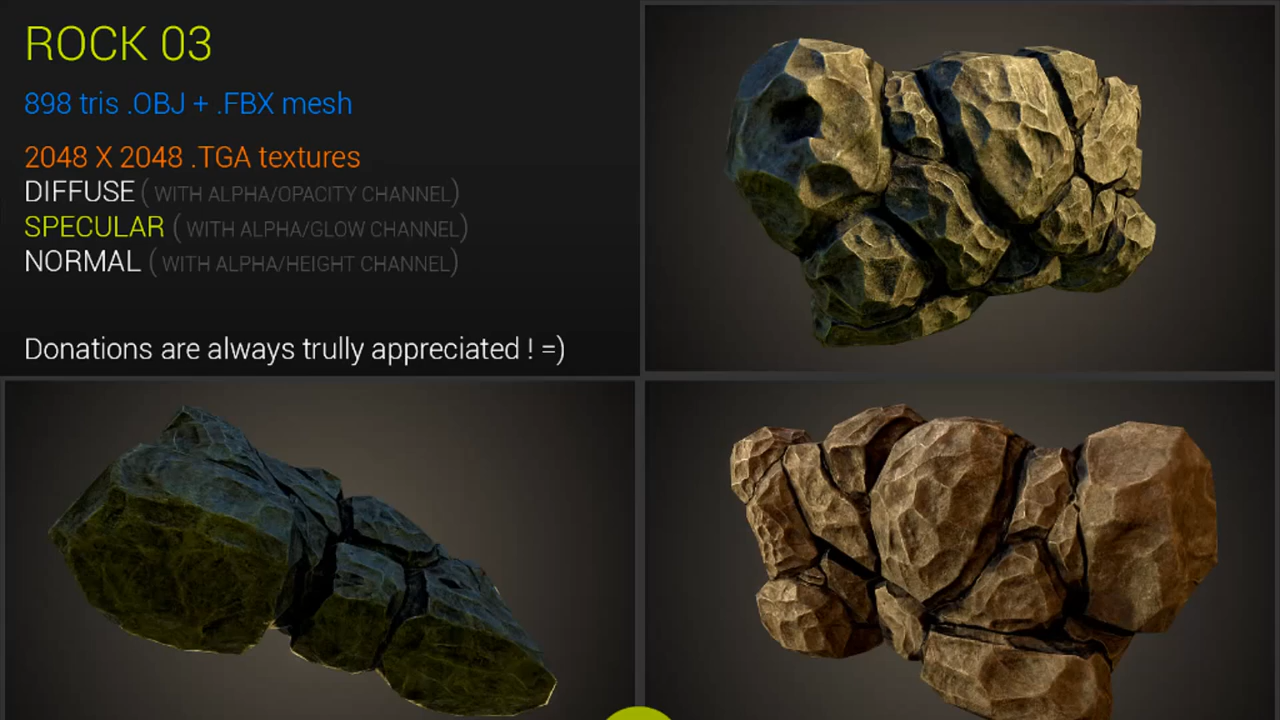 ROCK 03
898 tris .OBJ + .FBX mesh
2048 X 2048 .TGA textures
DIFFUSE ( WITH ALPHA/OPACITY CHANNEL)
SPECULAR ( WITH ALPHA/GLOW CHANNEL)
NORMAL ( WITH ALPHA/HEIGHT CHANNEL)
Donations are always trully appreciated ! =)